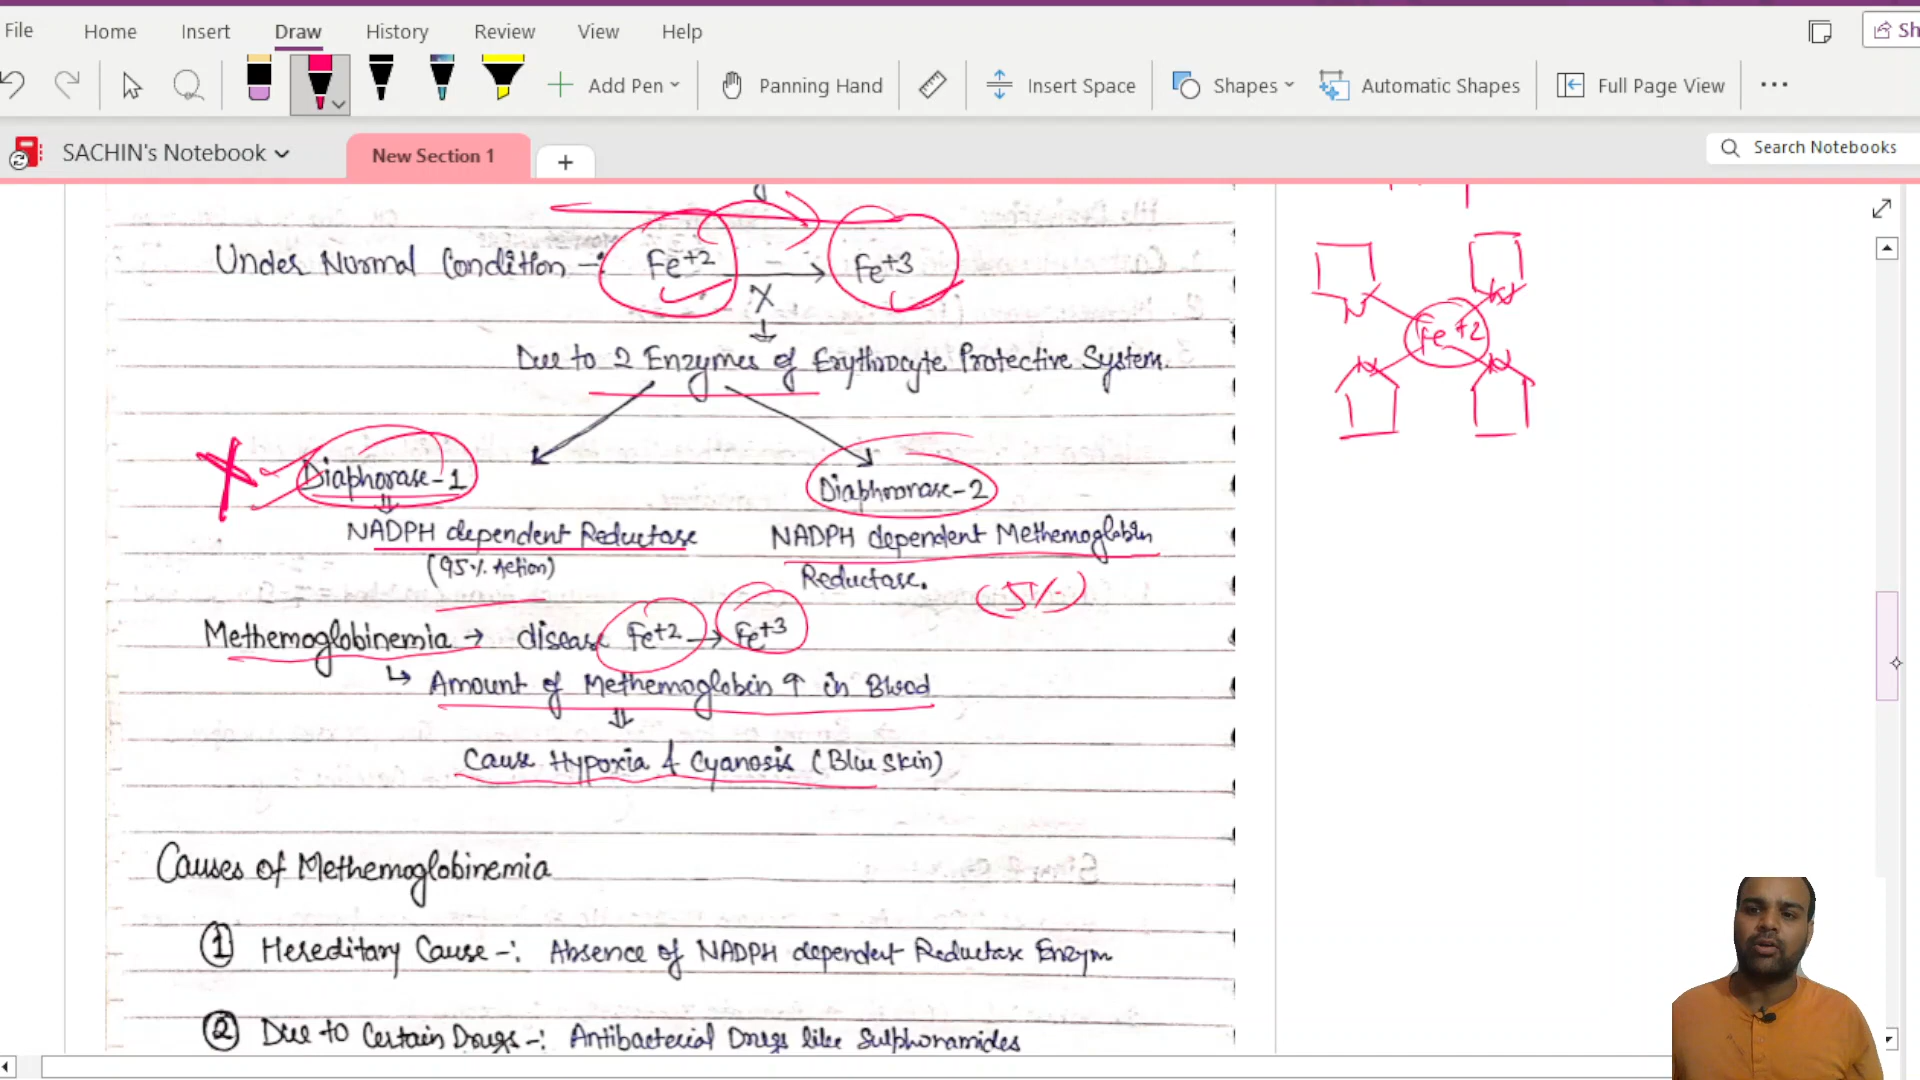 File Home Insert Draw History Review View Help Sh
Add Pen Panning Hand Insert Space Shapes Automatic Shapes Full Page View
SACHIN's Notebook New Section 1 + Search Notebooks
Under Normal Condition -: Fe+2 → Fe+3
X
Due to 2 Enzymes of Erythrocyte Protective System.
X Diaphorase-1 Diaphorase-2
NADPH dependent Reductase NADPH dependent Methemoglobin
(95% Action) Reductase. (5%)
Methemoglobinemia → disease Fe+2 → Fe+3
↳ Amount of Methemoglobin ↑ in Blood
⇓
Cause Hypoxia & Cyanosis (Blue skin)
Causes of Methemoglobinemia
① Hereditary Cause -: Absence of NADPH dependent Reductase Enzym
② Due to Certain Drugs -: Antibacterial Drugs like Sulphonamides
N N
Fe+2
N N